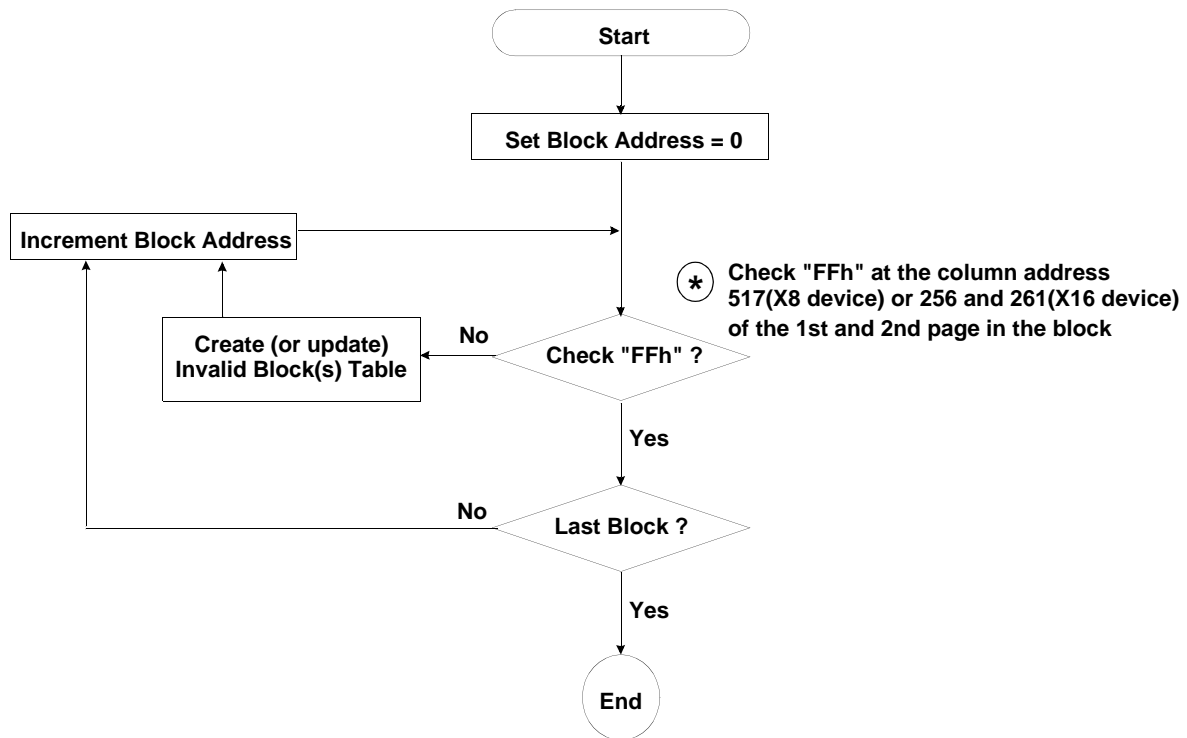 Start
Set Block Address = 0
Increment Block Address
*
Check "FFh" at the column address
517(X8 device) or 256 and 261(X16 device)
of the 1st and 2nd page in the block
No
Create (or update)
Invalid Block(s) Table
Check "FFh" ?
Yes
No
Last Block ?
Yes
End